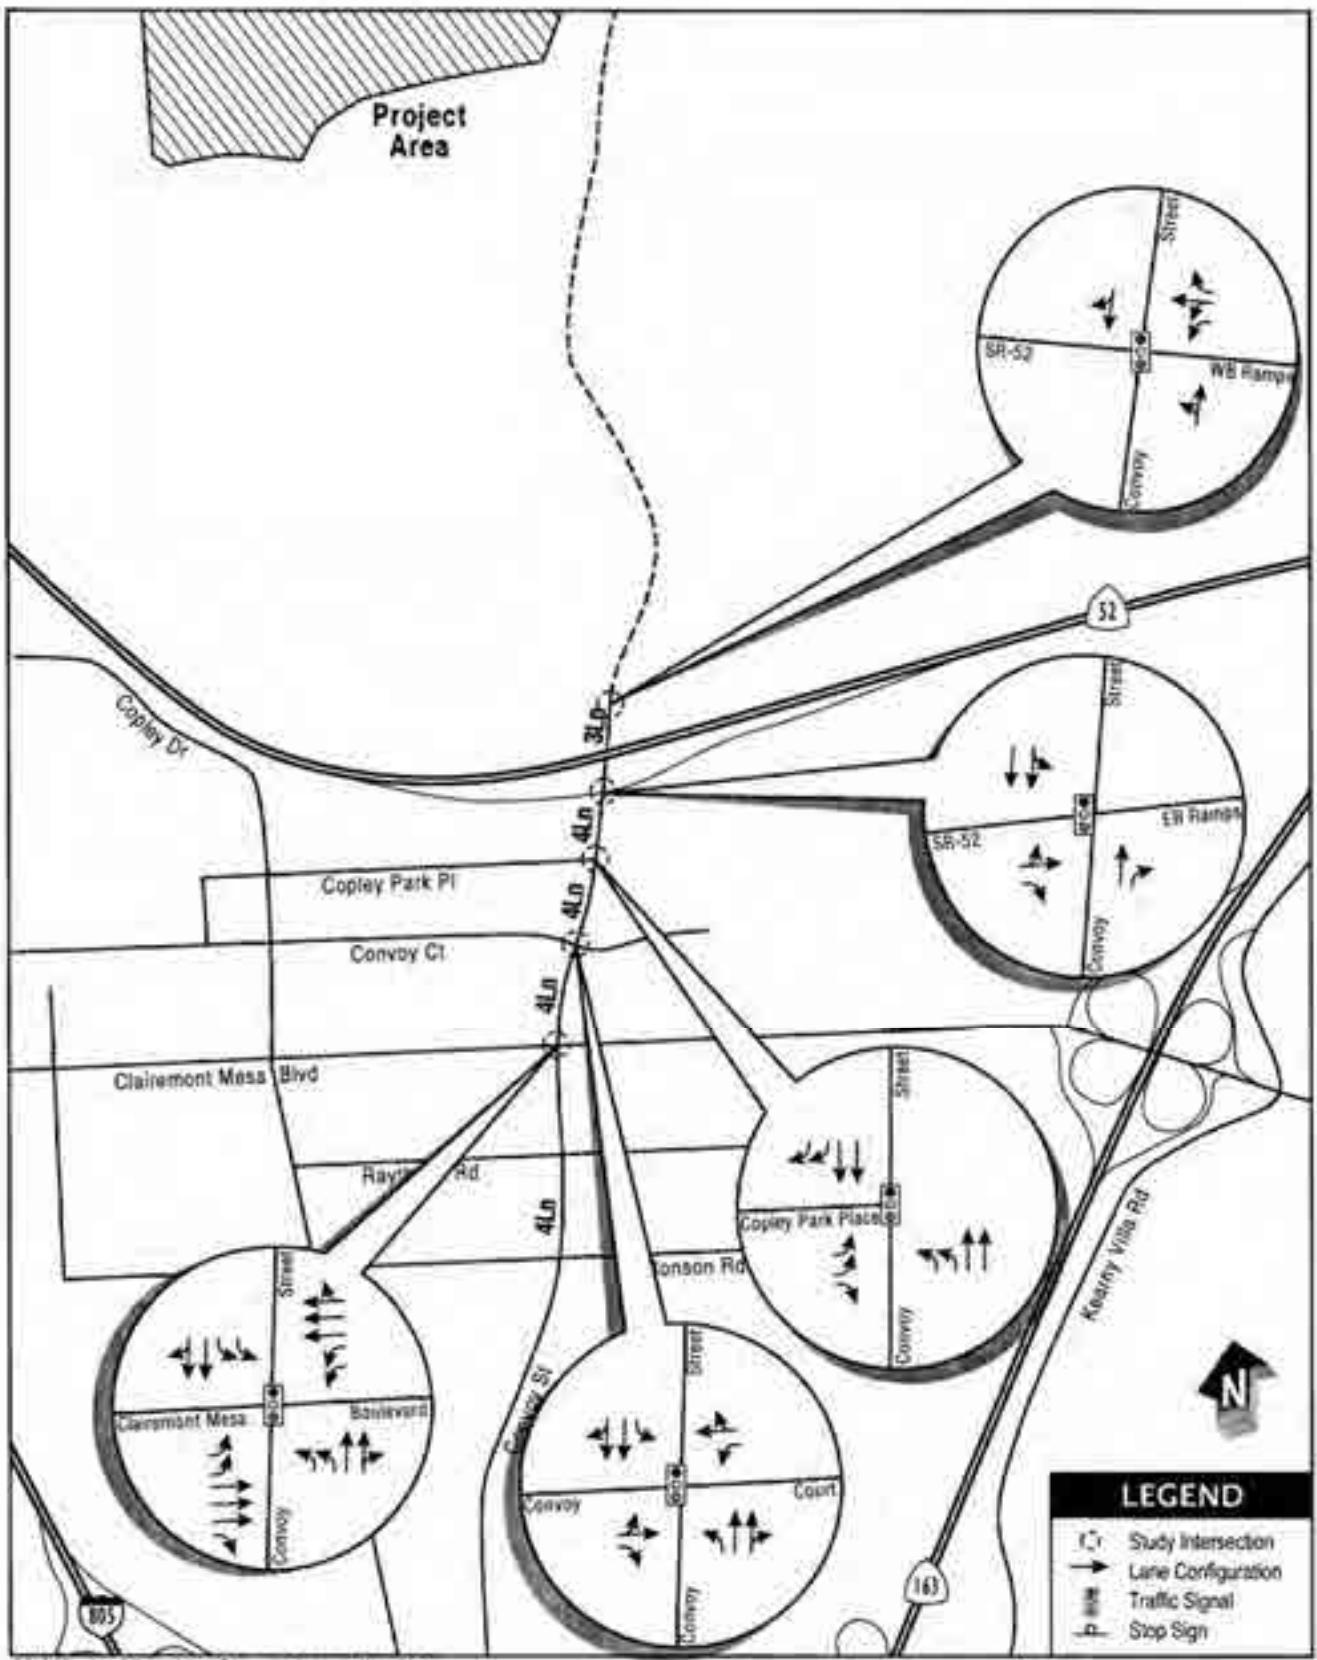 Project
Area
Street
SR-52
WB Ramps
Convoy
52
3Ln
Copley Dr
Street
4Ln
SR-52
EB Ramps
Copley Park Pl
4Ln
Convoy Ct
Convoy
4Ln
Clairemont Mesa Blvd
Street
Rd
4Ln
Copley Park Place
Kearny Villa Rd
Street
Convoy
Convoy St
Street
Clairemont Mesa
Boulevard
N
Convoy
Court
Convoy
Convoy
163
805
LEGEND
Study Intersection
Lane Configuration
Traffic Signal
Stop Sign